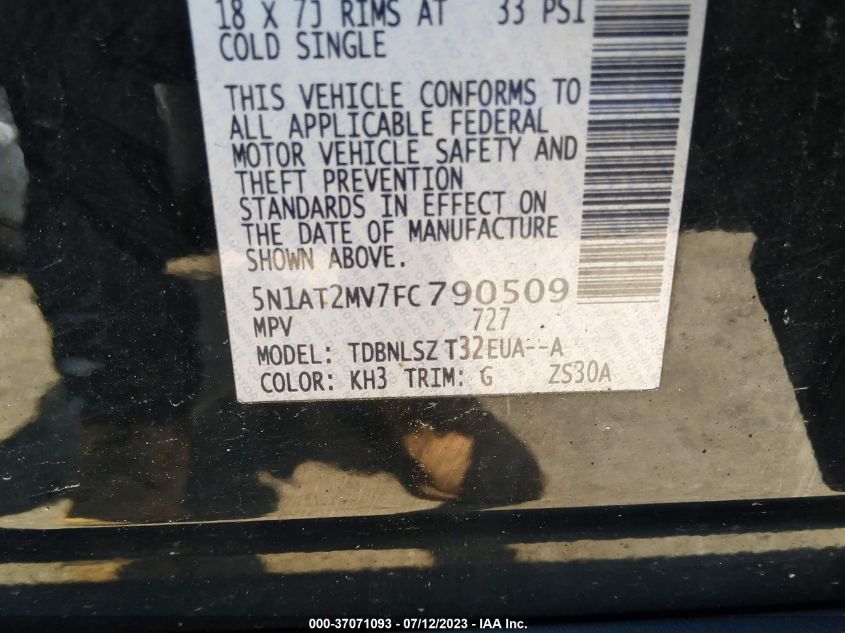 18 X 7J RIMS AT 33 PSI
COLD SINGLE
THIS VEHICLE CONFORMS TO
ALL APPLICABLE FEDERAL
MOTOR VEHICLE SAFETY AND
THEFT PREVENTION
STANDARDS IN EFFECT ON
THE DATE OF MANUFACTURE
SHOWN ABOVE.
5N1AT2MV7FC790509
MPV 727
MODEL: TDBNLSZ T32EUA--A
COLOR: KH3 TRIM: G ZS30A
000-37071093 - 07/12/2023 - IAA Inc.